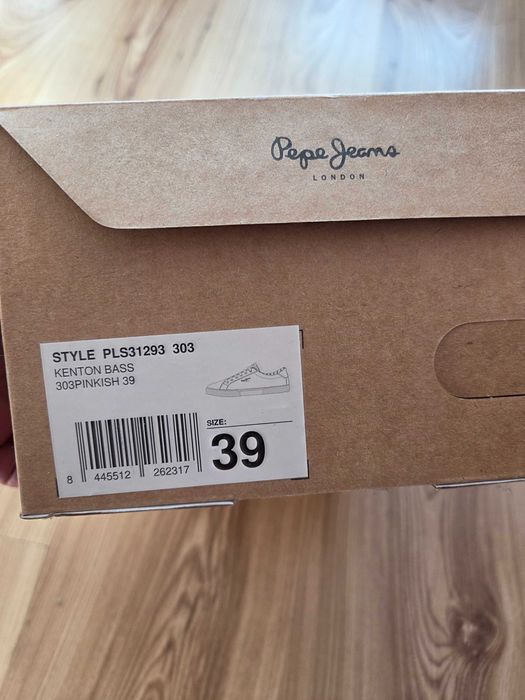 Pepe Jeans
LONDON
STYLE PLS31293 303
KENTON BASS
303PINKISH 39
SIZE:
39
8 445512 262317